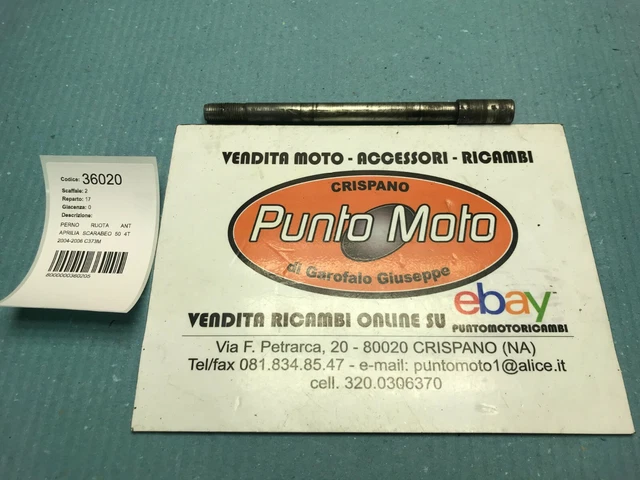 Codice: 36020
Scaffale: 2
Reparto: 17
Giacenza: 0
Descrizione:
PERNO RUOTA ANT
APRILIA SCARABEO 50 4T
2004-2006 C373M
8000000360205
VENDITA MOTO - ACCESSORI - RICAMBI
CRISPANO
Punto Moto
di Garofalo Giuseppe
ebay
VENDITA RICAMBI ONLINE SU PUNTOMOTORICAMBI
Via F. Petrarca, 20 - 80020 CRISPANO (NA)
Tel/fax 081.834.85.47 - e-mail: puntomoto1@alice.it
cell. 320.0306370